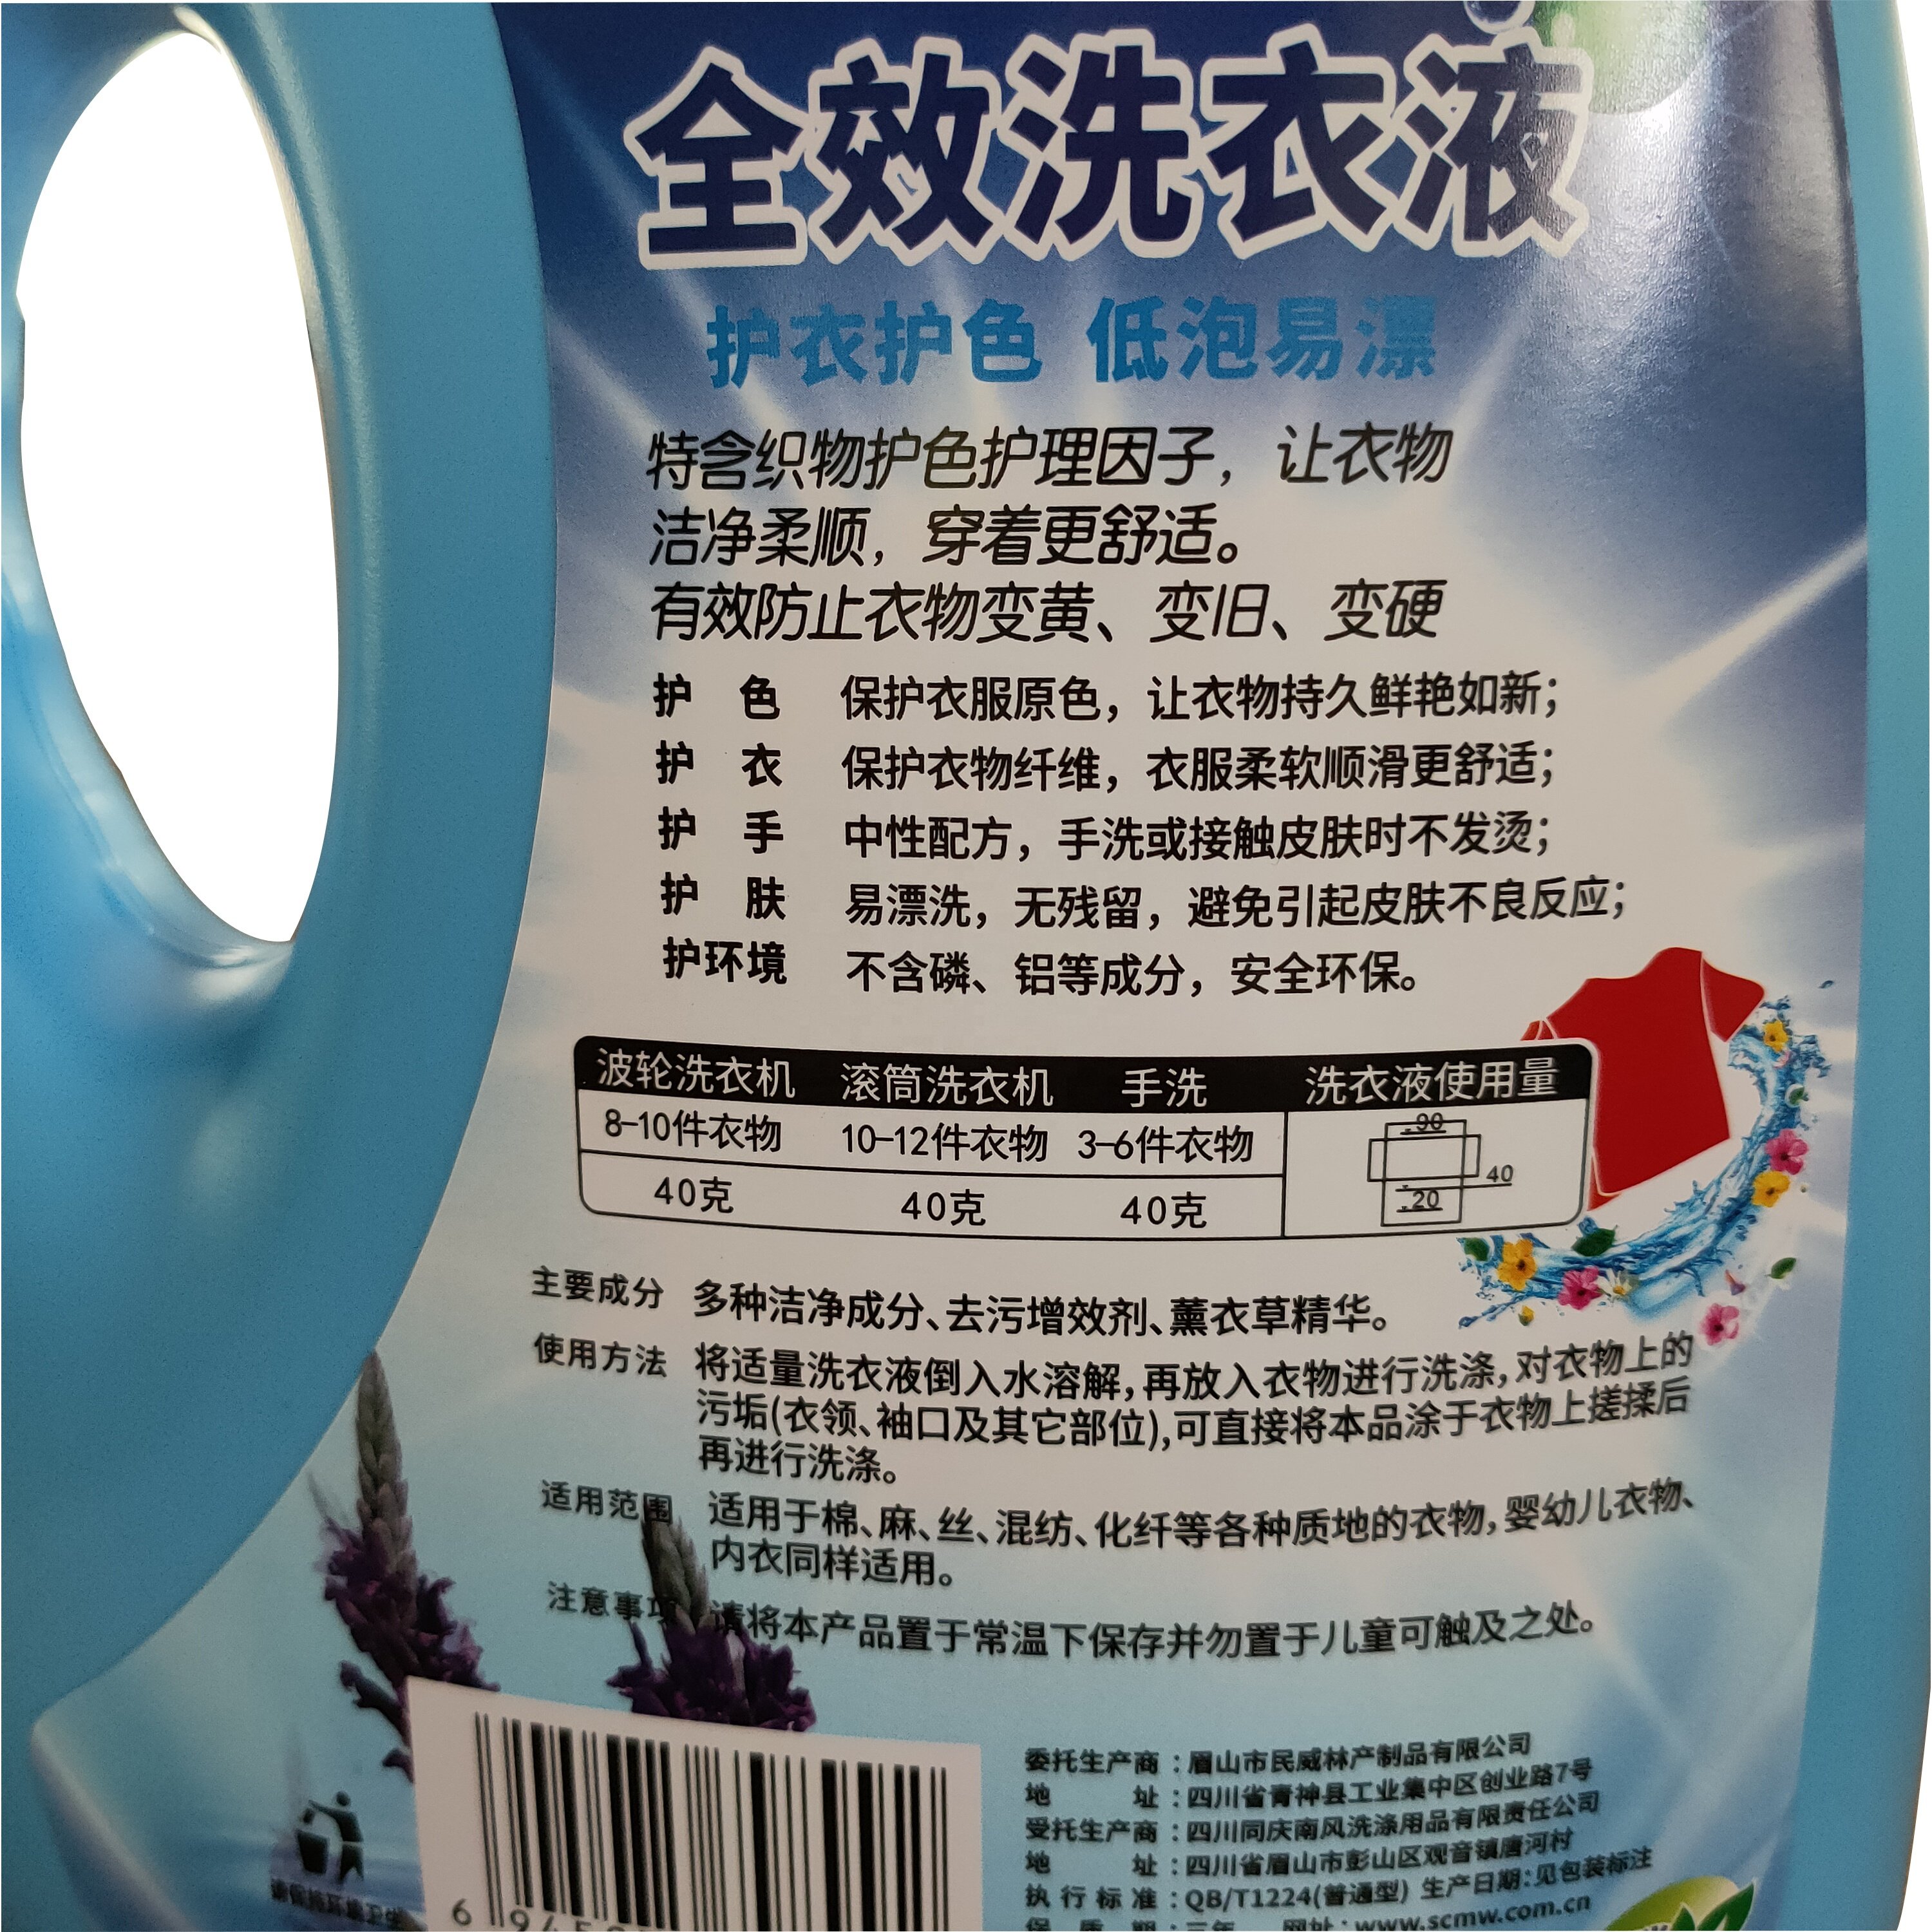 全效洗衣液
护衣护色 低泡易漂
特含织物护色护理因子，让衣物
洁净柔顺，穿着更舒适。
有效防止衣物变黄、变旧、变硬
护 色 保护衣服原色，让衣物持久鲜艳如新；
护 衣 保护衣物纤维，衣服柔软顺滑更舒适；
护 手 中性配方，手洗或接触皮肤时不发烫；
护 肤 易漂洗，无残留，避免引起皮肤不良反应；
护环境 不含磷、铝等成分，安全环保。
波轮洗衣机 滚筒洗衣机 手洗 洗衣液使用量
8-10件衣物 10-12件衣物 3-6件衣物
40克 40克 40克
90
40
20
主要成分 多种洁净成分、去污增效剂、薰衣草精华。
使用方法 将适量洗衣液倒入水溶解,再放入衣物进行洗涤,对衣物上的
污垢(衣领、袖口及其它部位),可直接将本品涂于衣物上搓揉后
再进行洗涤。
适用范围 适用于棉、麻、丝、混纺、化纤等各种质地的衣物,婴幼儿衣物、
内衣同样适用。
注意事项 请将本产品置于常温下保存并勿置于儿童可触及之处。
委托生产商：眉山市民威林产制品有限公司
地 址：四川省青神县工业集中区创业路7号
受托生产商：四川同庆南风洗涤用品有限责任公司
地 址：四川省眉山市彭山区观音镇唐河村
执行标准：QB/T1224(普通型) 生产日期:见包装标注
保 质 期：三年 网址：www.scmw.com.cn
请保持环境卫生
6 945